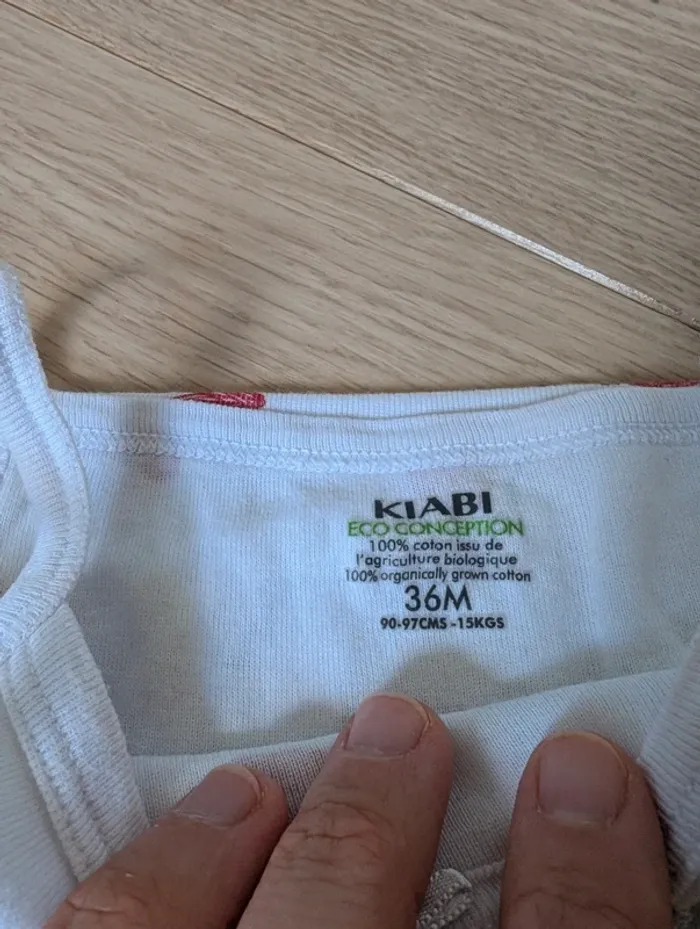 KIABI
ECO CONCEPTION
100% coton issu de
l'agriculture biologique
100% organically grown cotton
36M
90-97CMS -15KGS